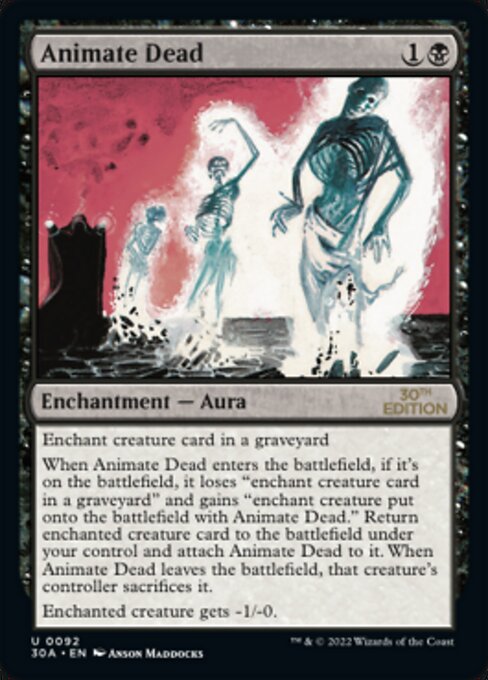 Animate Dead 1
Enchantment — Aura
30TH
EDITION
Enchant creature card in a graveyard
When Animate Dead enters the battlefield, if it's
on the battlefield, it loses “enchant creature card
in a graveyard” and gains “enchant creature put
onto the battlefield with Animate Dead.” Return
enchanted creature card to the battlefield under
your control and attach Animate Dead to it. When
Animate Dead leaves the battlefield, that creature's
controller sacrifices it.
Enchanted creature gets -1/-0.
U 0092
30A • EN Anson Maddocks
™ & © 2022 Wizards of the Coast